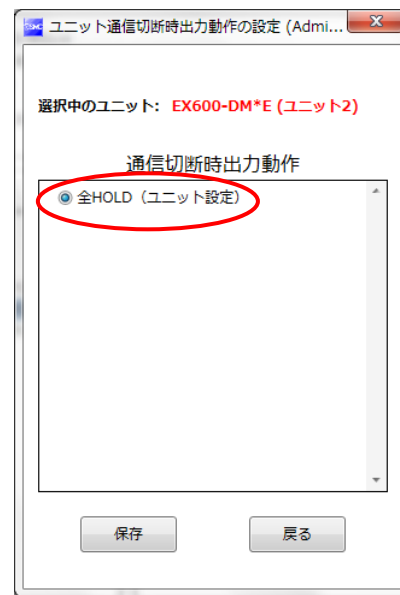 ユニット通信切断時出力動作の設定 (Admi...
選択中のユニット: EX600-DM*E (ユニット2)
通信切断時出力動作
全HOLD（ユニット設定）
保存
戻る